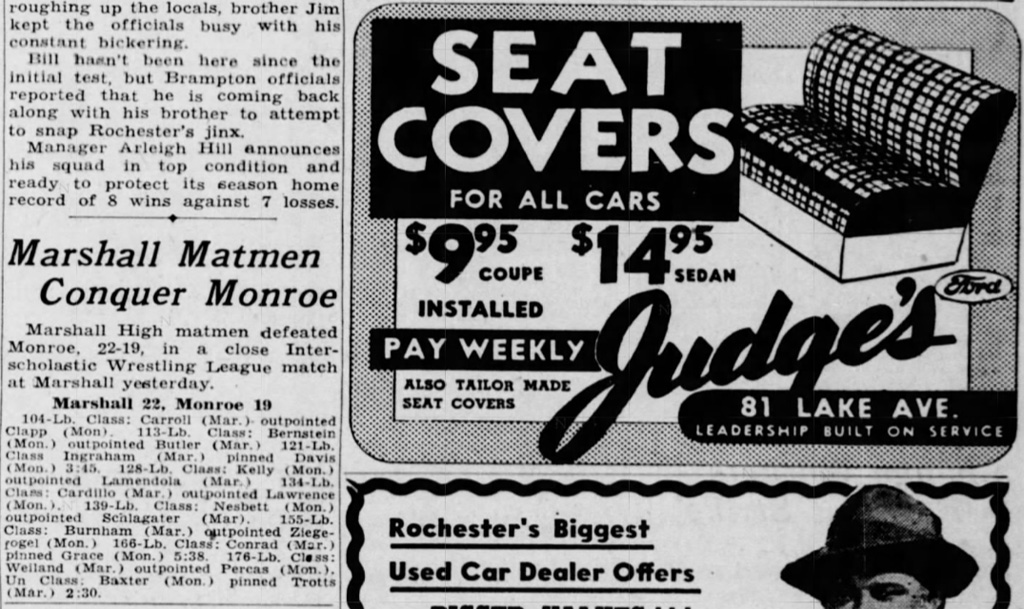 roughing up the locals, brother Jim
kept the officials busy with his
constant bickering.
Bill hasn't been here since the
initial test, but Brampton officials
reported that he is coming back
along with his brother to attempt
to snap Rochester's jinx.
Manager Arleigh Hill announces
his squad in top condition and
ready to protect its season home
record of 8 wins against 7 losses.
Marshall Matmen
Conquer Monroe
Marshall High matmen defeated
Monroe, 22-19, in a close Inter-
scholastic Wrestling League match
at Marshall yesterday.
Marshall 22, Monroe 19
104-Lb. Class: Carroll (Mar.) outpointed
Clapp (Mon). 113-Lb. Class: Bernstein
(Mon.) outpointed Butler (Mar.) 121-Lb.
Class Ingraham (Mar.) pinned Davis
(Mon.) 3:45. 128-Lb. Class: Kelly (Mon.)
outpointed Lamendola (Mar.) 134-Lb.
Class: Cardillo (Mar.) outpointed Lawrence
(Mon.). 139-Lb. Class: Nesbett (Mon.)
outpointed Schlagater (Mar). 155-Lb.
Class: Burnham (Mar.) outpointed Ziege-
rogel (Mon.) 166-Lb. Class: Conrad (Mar.)
pinned Grace (Mon.) 5:38. 176-Lb. Class:
Weiland (Mar.) outpointed Percas (Mon.).
Un Class: Baxter (Mon.) pinned Trotts
(Mar.) 2:30.
SEAT
COVERS
FOR ALL CARS
$9.95 COUPE $14.95 SEDAN
INSTALLED
PAY WEEKLY
ALSO TAILOR MADE
SEAT COVERS
Judge's
Ford
81 LAKE AVE.
LEADERSHIP BUILT ON SERVICE
Rochester's Biggest
Used Car Dealer Offers